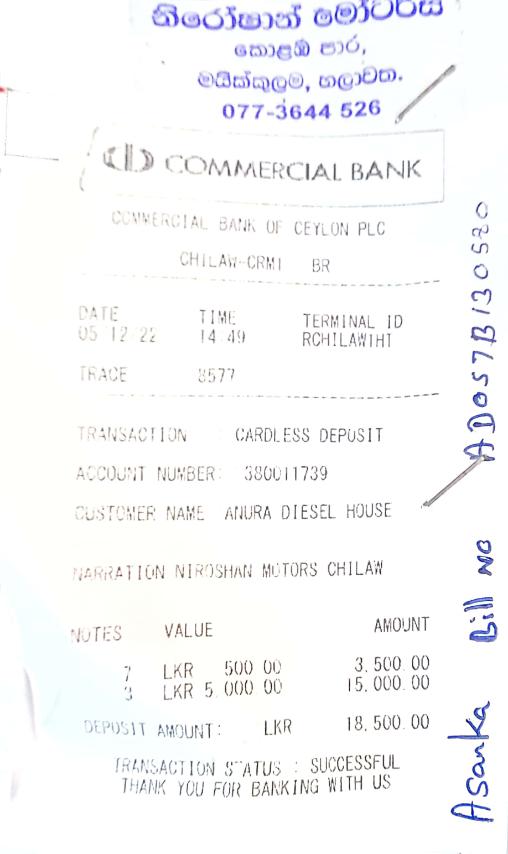 නිරෝෂාන් මෝටර්ස්
කොළඹ පාර,
මයික්කුලම, හලාවත.
077-3644 526
COMMERCIAL BANK
COMMERCIAL BANK OF CEYLON PLC
CHILAW-CRM1 BR
DATE TIME TERMINAL ID
05 12 22 14 49 RCHILAW1H1
TRACE 8577
TRANSACTION : CARDLESS DEPOSIT
ACCOUNT NUMBER: 380011739
CUSTOMER NAME ANURA DIESEL HOUSE
NARRATION NIROSHAN MOTORS CHILAW
NOTES VALUE AMOUNT
7 LKR 500 00 3,500.00
3 LKR 5,000 00 15,000.00
DEPOSIT AMOUNT: LKR 18,500.00
TRANSACTION STATUS : SUCCESSFUL
THANK YOU FOR BANKING WITH US
Asanka Bill No AD057B130520